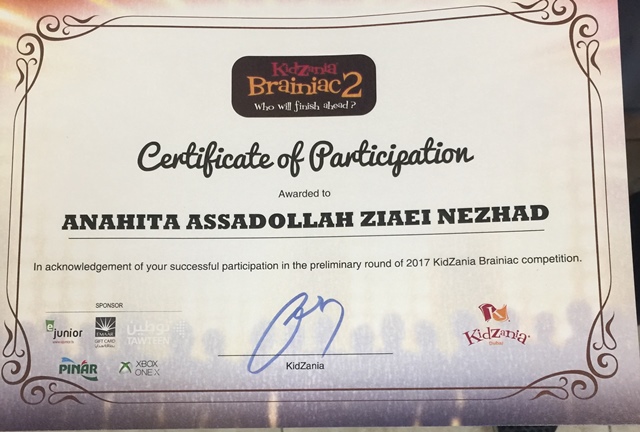 KidZania
Brainiac 2
Who will finish ahead?
Certificate of Participation
Awarded to
ANAHITA ASSADOLLAH ZIAEI NEZHAD
In acknowledgement of your successful participation in the preliminary round of 2017 KidZania Brainiac competition.
SPONSOR
e junior
EMAAR
GIFT CARD
توطين
TAWTEEN
PINAR
XBOX
ONE X
KidZania
KidZania
Dubai